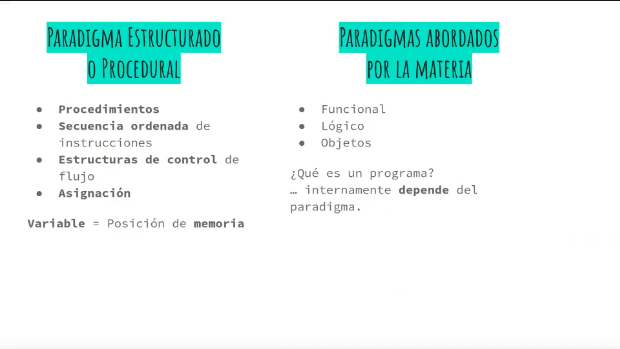 Paradigma Estructurado
o Procedural
● Procedimientos
● Secuencia ordenada de
instrucciones
● Estructuras de control de
flujo
● Asignación
Variable = Posición de memoria
Paradigmas abordados
por la materia
● Funcional
● Lógico
● Objetos
¿Qué es un programa?
… internamente depende del
paradigma.